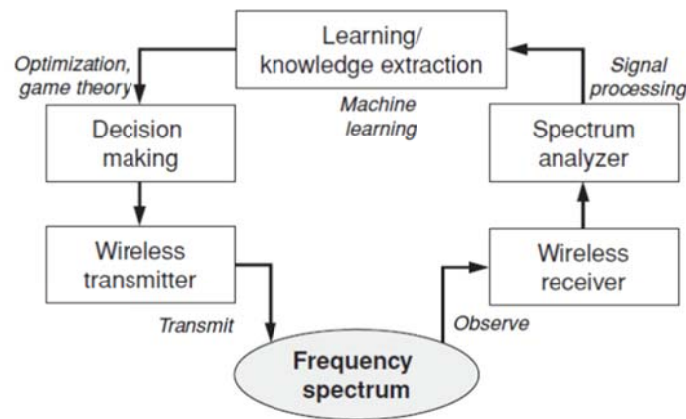 Learning/
knowledge extraction
Optimization,
game theory
Machine
learning
Signal
processing
Decision
making
Spectrum
analyzer
Wireless
transmitter
Wireless
receiver
Transmit
Observe
Frequency
spectrum